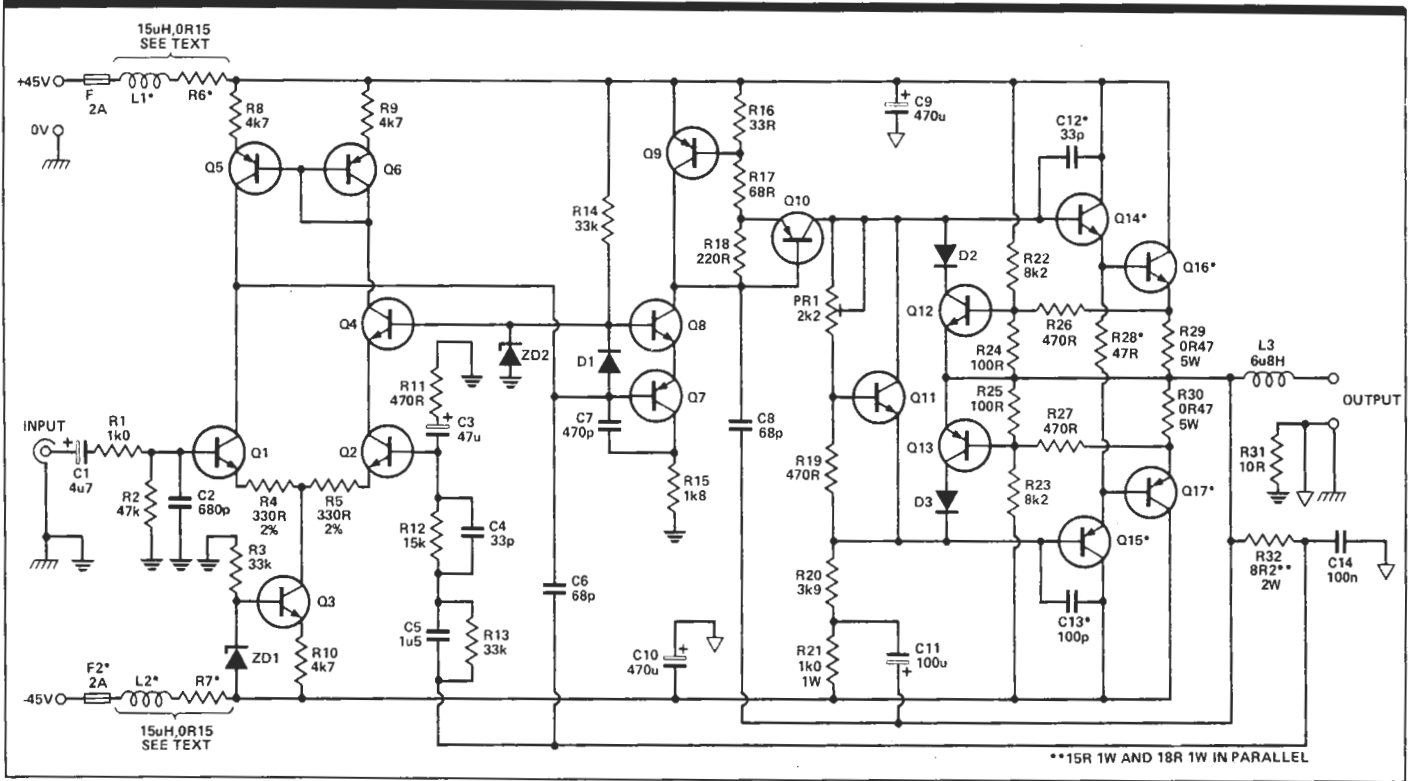 15uH,0R15
SEE TEXT
+45V
F
2A
L1*
R6*
0V
R8
4k7
R9
4k7
Q5
Q6
R14
33k
Q9
R16
33R
R17
68R
R18
220R
Q10
C9
470u
C12*
33p
Q14*
Q16*
D2
R22
8k2
PR1
2k2
Q12
R26
470R
R24
100R
R28*
47R
R29
0R47
5W
L3
6u8H
OUTPUT
Q4
ZD2
Q8
D1
Q7
C7
470p
R15
1k8
C8
68p
Q11
R19
470R
R25
100R
Q13
R27
470R
R30
0R47
5W
R31
10R
D3
R23
8k2
Q17*
Q15*
INPUT
C1
4u7
R1
1k0
R2
47k
C2
680p
Q1
R4
330R
2%
R5
330R
2%
Q2
R11
470R
C3
47u
R12
15k
C4
33p
R3
33k
Q3
R10
4k7
ZD1
C5
1u5
R13
33k
C6
68p
C10
470u
R20
3k9
R21
1k0
1W
C11
100u
C13*
100p
R32
8R2**
2W
C14
100n
-45V
F2*
2A
L2*
R7*
15uH,0R15
SEE TEXT
**15R 1W AND 18R 1W IN PARALLEL